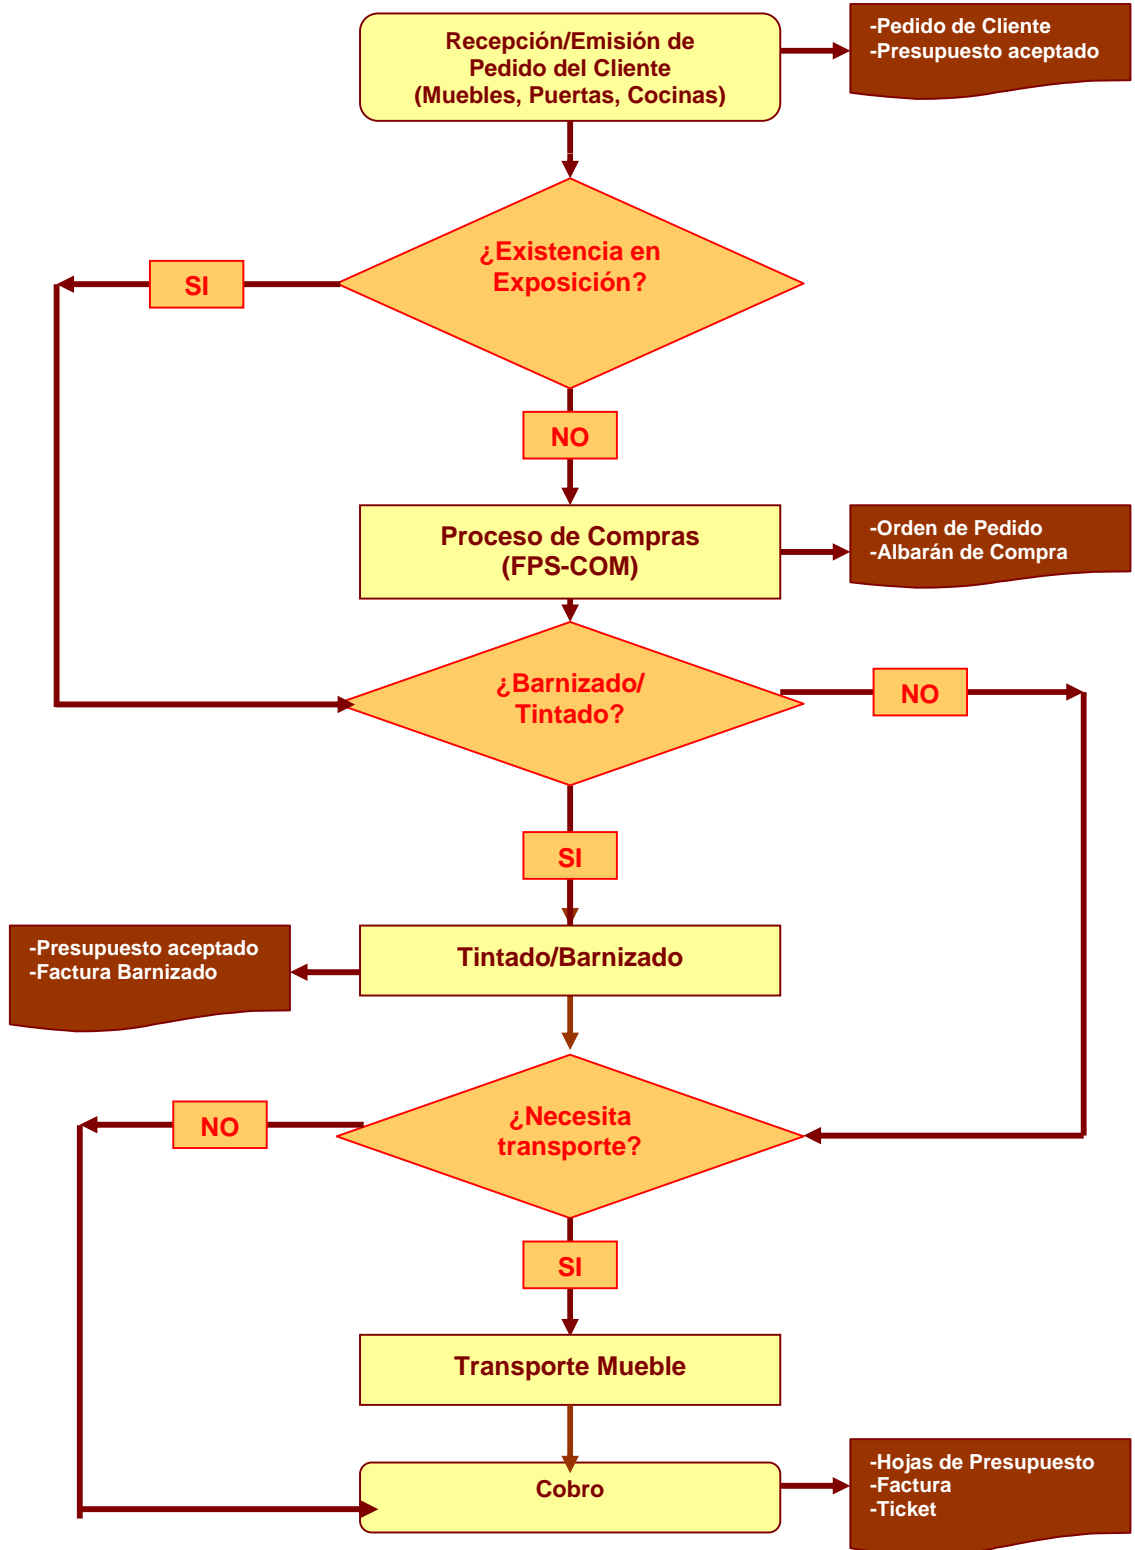 Recepción/Emisión de
Pedido del Cliente
(Muebles, Puertas, Cocinas)
-Pedido de Cliente
-Presupuesto aceptado
¿Existencia en
Exposición?
SI
NO
Proceso de Compras
(FPS-COM)
-Orden de Pedido
-Albarán de Compra
¿Barnizado/
Tintado?
NO
SI
Tintado/Barnizado
-Presupuesto aceptado
-Factura Barnizado
¿Necesita
transporte?
NO
SI
Transporte Mueble
Cobro
-Hojas de Presupuesto
-Factura
-Ticket